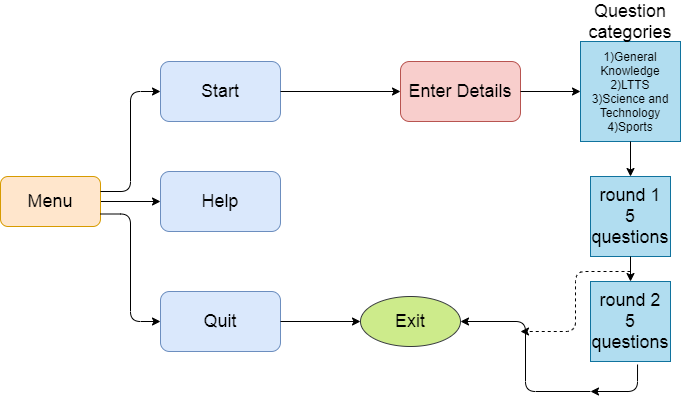 Question
categories
1)General
Knowledge
2)LTTS
3)Science and
Technology
4)Sports
Start
Enter Details
Menu
Help
round 1
5
questions
Quit
Exit
round 2
5
questions